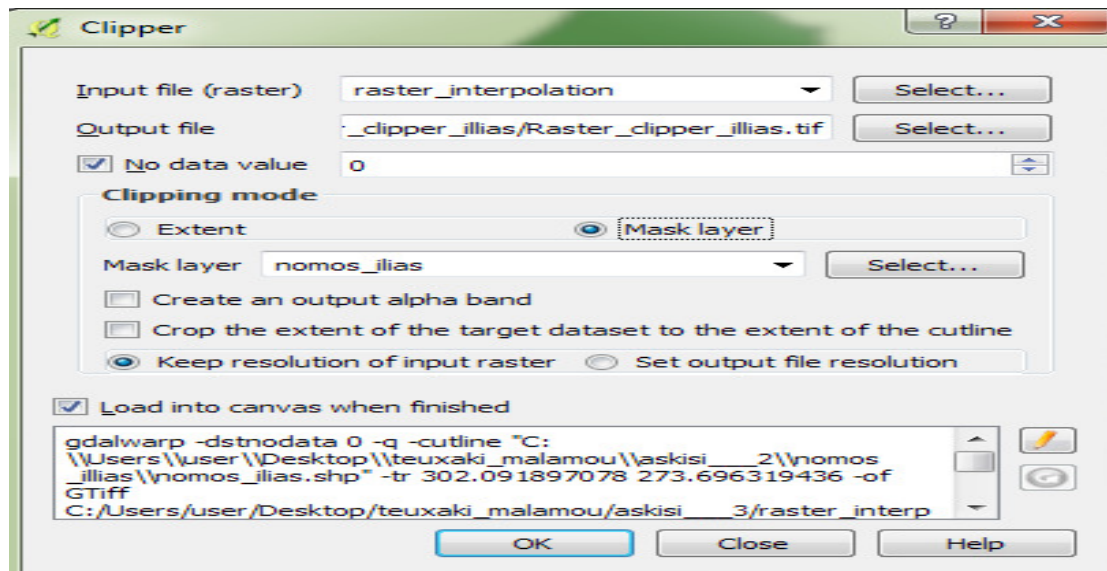 Clipper
Input file (raster) raster_interpolation Select...
Output file _clipper_illias/Raster_clipper_illias.tif Select...
No data value 0
Clipping mode
Extent Mask layer
Mask layer nomos_ilias Select...
Create an output alpha band
Crop the extent of the target dataset to the extent of the cutline
Keep resolution of input raster Set output file resolution
Load into canvas when finished
gdalwarp -dstnodata 0 -q -cutline "C:
\\Users\\user\\Desktop\\teuxaki_malamou\\askisi____2\\nomos
_illias\\nomos_ilias.shp" -tr 302.091897078 273.696319436 -of
GTiff
C:/Users/user/Desktop/teuxaki_malamou/askisi____3/raster_interp
OK Close Help